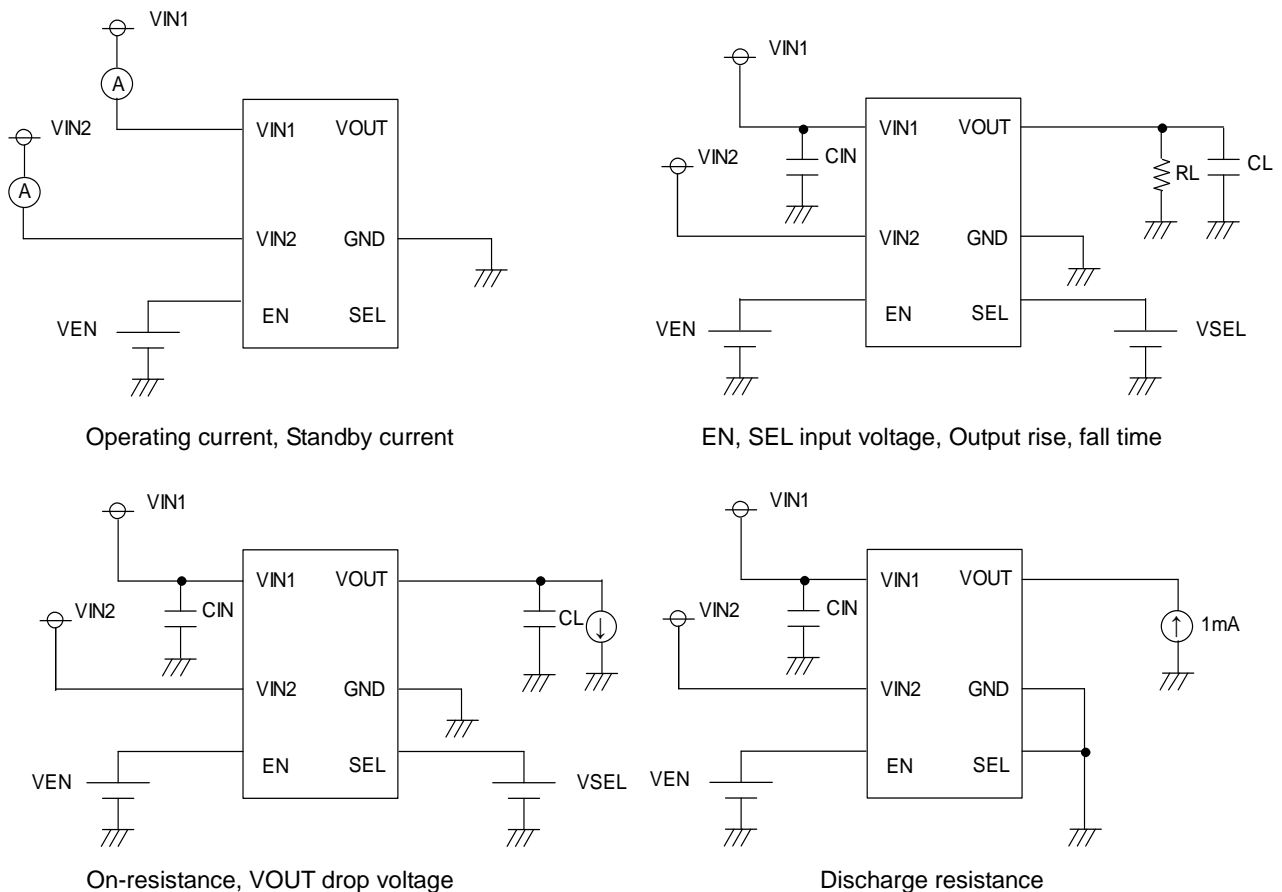 VIN1
A
VIN2
A
VIN1 VOUT
VIN2 GND
EN SEL
VEN
Operating current, Standby current
VIN1
VIN1 VOUT
CIN
VIN2
RL
CL
VIN2 GND
EN SEL
VEN
VSEL
EN, SEL input voltage, Output rise, fall time
VIN1
VIN1 VOUT
CIN
VIN2
CL
↓
VIN2 GND
EN SEL
VEN
VSEL
On-resistance, VOUT drop voltage
VIN1
VIN1 VOUT
CIN
VIN2
↑
1mA
VIN2 GND
EN SEL
VEN
Discharge resistance